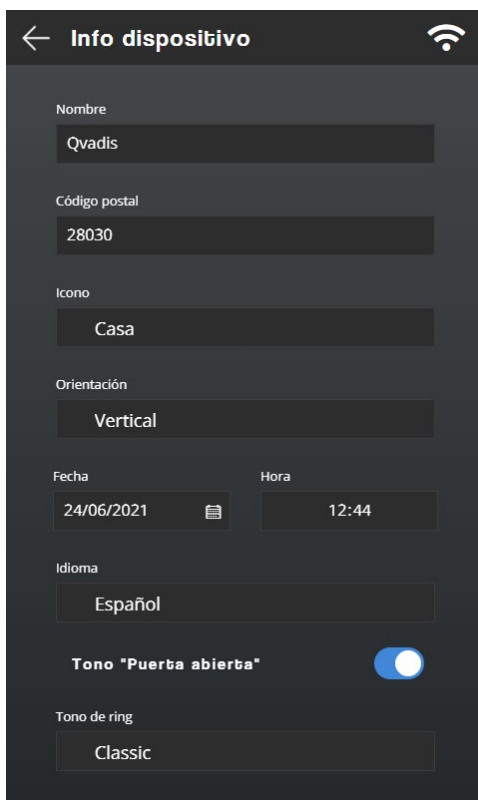 Info dispositivo
Nombre
Qvadis
Código postal
28030
Icono
Casa
Orientación
Vertical
Fecha Hora
24/06/2021 12:44
Idioma
Español
Tono "Puerta abierta"
Tono de ring
Classic